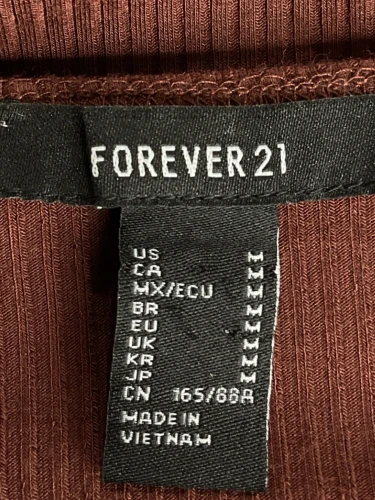 FOREVER 21
US M
CA M
MX/ECU M
BR M
EU M
UK M
KR M
JP M
CN 165/88A
MADE IN
VIETNAM